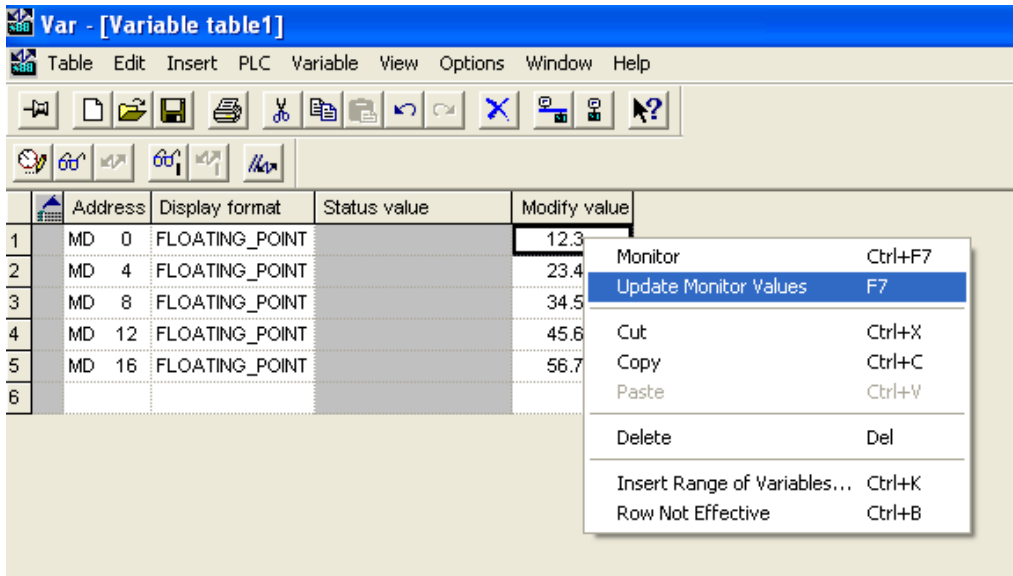 Var - [Variable table1]
Table Edit Insert PLC Variable View Options Window Help
Address Display format Status value Modify value
1 MD 0 FLOATING_POINT 12.3
2 MD 4 FLOATING_POINT 23.4
3 MD 8 FLOATING_POINT 34.5
4 MD 12 FLOATING_POINT 45.6
5 MD 16 FLOATING_POINT 56.7
6
Monitor Ctrl+F7
Update Monitor Values F7
Cut Ctrl+X
Copy Ctrl+C
Paste Ctrl+V
Delete Del
Insert Range of Variables... Ctrl+K
Row Not Effective Ctrl+B